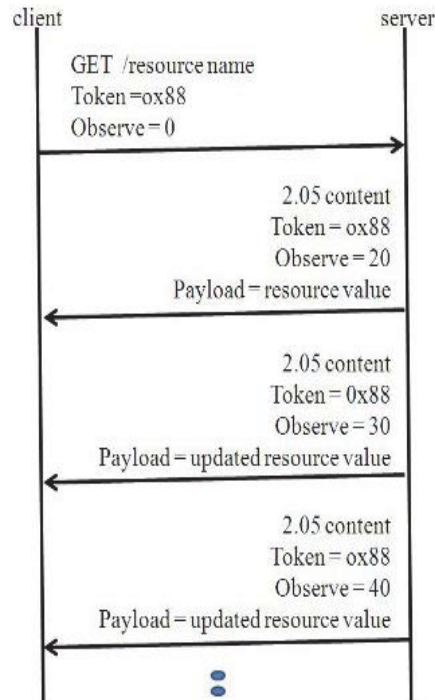 client server
GET /resource name
Token =ox88
Observe = 0
2.05 content
Token = ox88
Observe = 20
Payload = resource value
2.05 content
Token = 0x88
Observe = 30
Payload = updated resource value
2.05 content
Token = ox88
Observe = 40
Payload = updated resource value